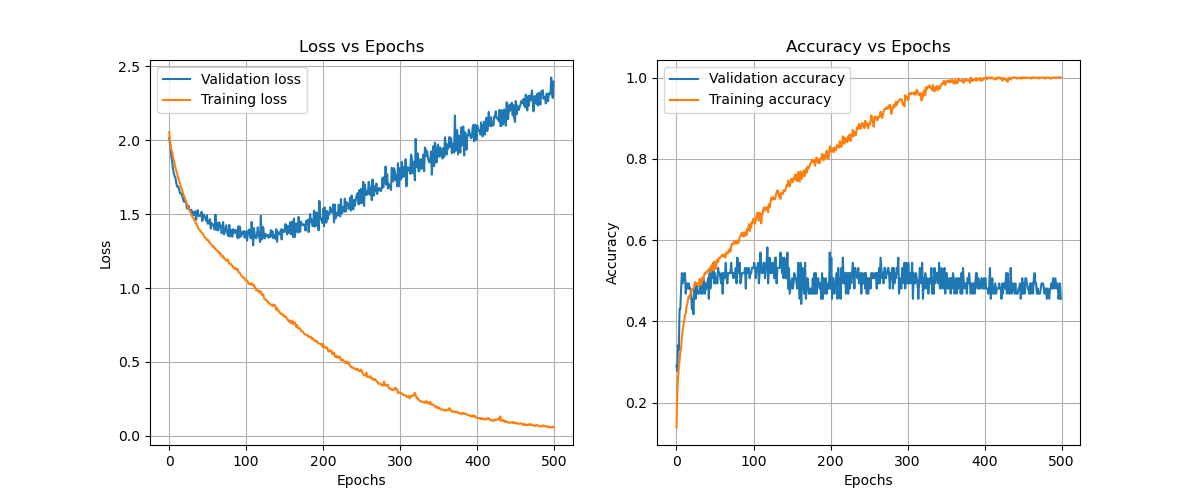 Loss vs Epochs
Validation loss
Training loss
2.5
2.0
1.5
1.0
0.5
0.0
Loss
0 100 200 300 400 500
Epochs
Accuracy vs Epochs
Validation accuracy
Training accuracy
1.0
0.8
0.6
0.4
0.2
Accuracy
0 100 200 300 400 500
Epochs